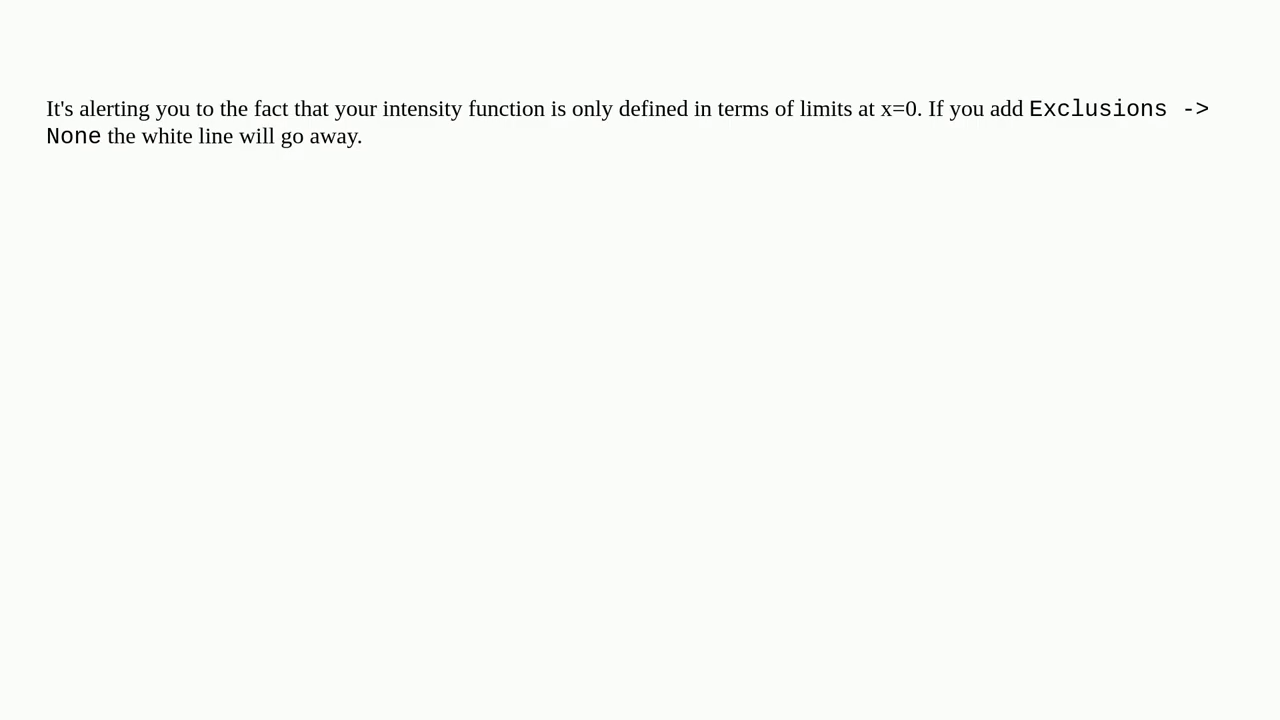 It's alerting you to the fact that your intensity function is only defined in terms of limits at x=0. If you add Exclusions ->
None the white line will go away.